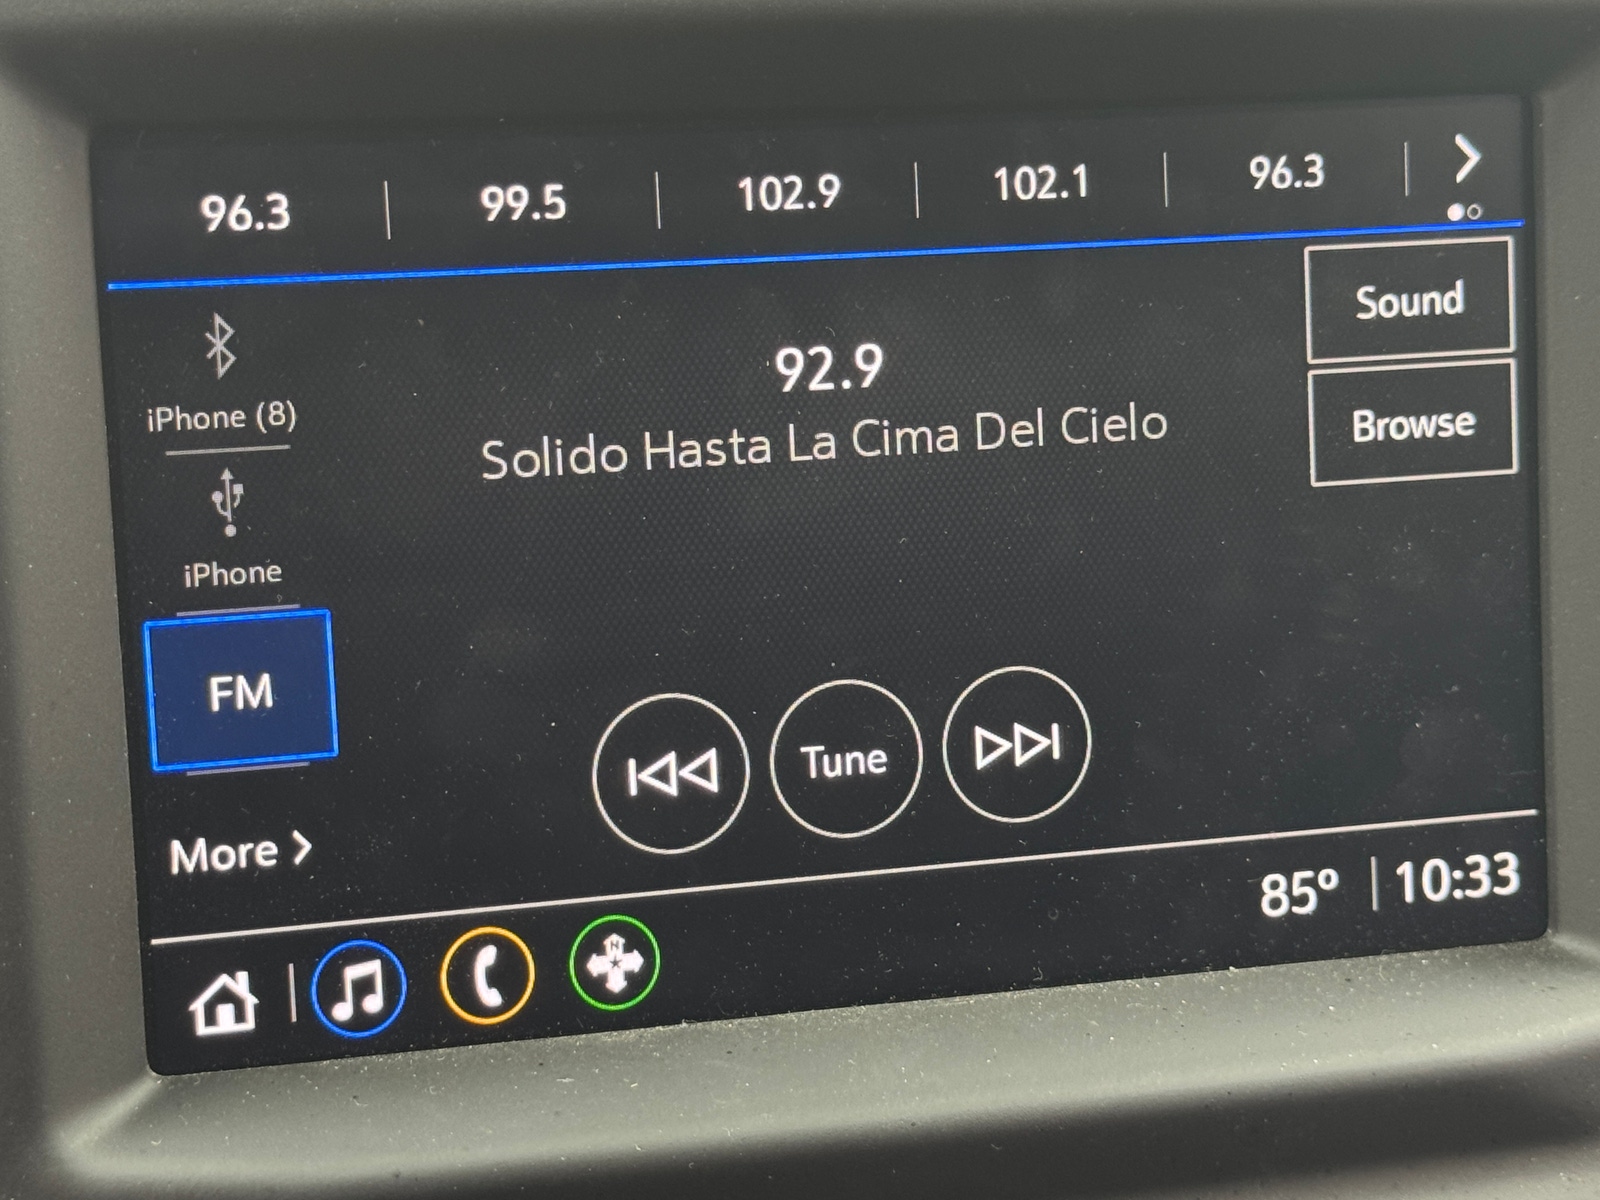 96.3 | 99.5 | 102.9 | 102.1 | 96.3
Sound
iPhone (8)
92.9
Solido Hasta La Cima Del Cielo
Browse
iPhone
FM
Tune
More >
85° | 10:33
N